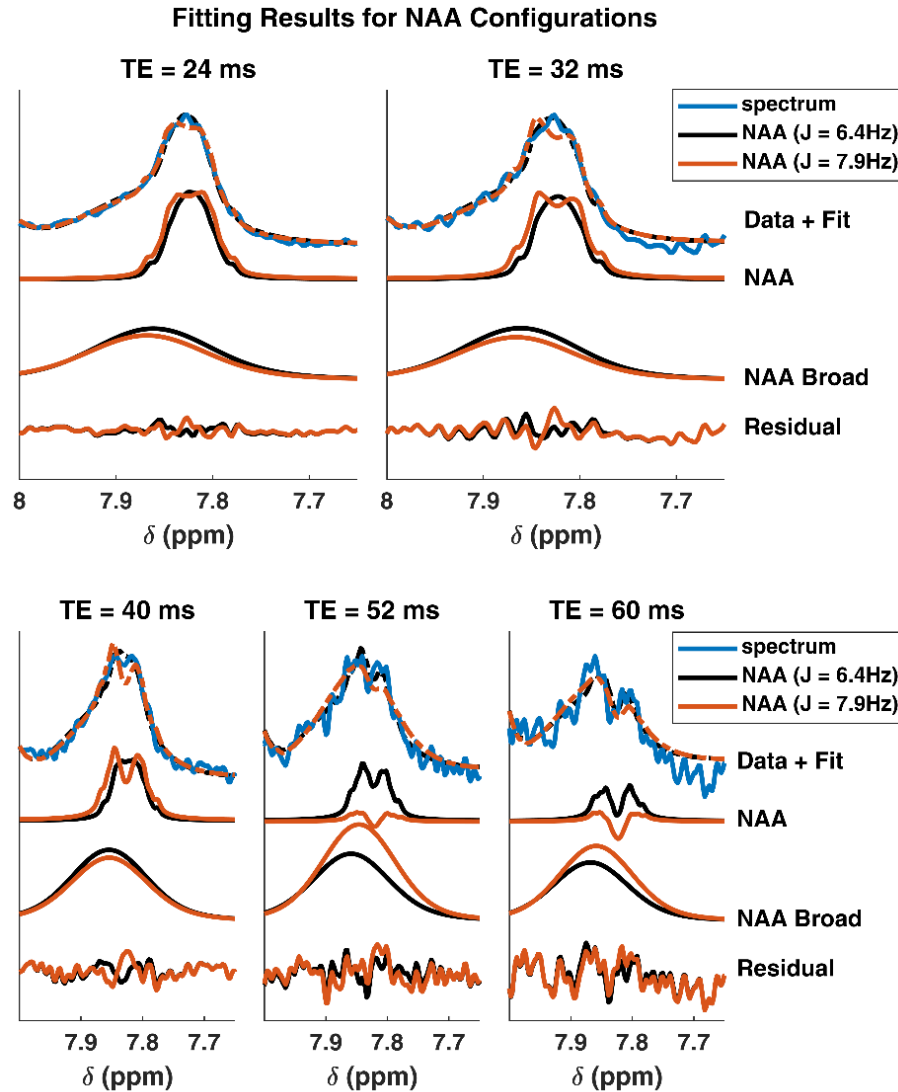 Fitting Results for NAA Configurations
TE = 24 ms
TE = 32 ms
spectrum
NAA (J = 6.4Hz)
NAA (J = 7.9Hz)
Data + Fit
NAA
NAA Broad
Residual
8 7.9 7.8 7.7
δ (ppm)
8 7.9 7.8 7.7
δ (ppm)
TE = 40 ms
TE = 52 ms
TE = 60 ms
spectrum
NAA (J = 6.4Hz)
NAA (J = 7.9Hz)
Data + Fit
NAA
NAA Broad
Residual
7.9 7.8 7.7
δ (ppm)
7.9 7.8 7.7
δ (ppm)
7.9 7.8 7.7
δ (ppm)